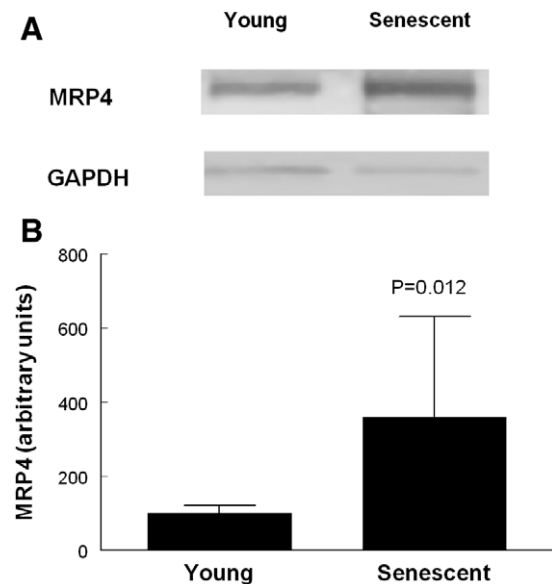 A
Young Senescent
MRP4
GAPDH
B
800
P=0.012
600
400
200
0
MRP4 (arbitrary units)
Young Senescent